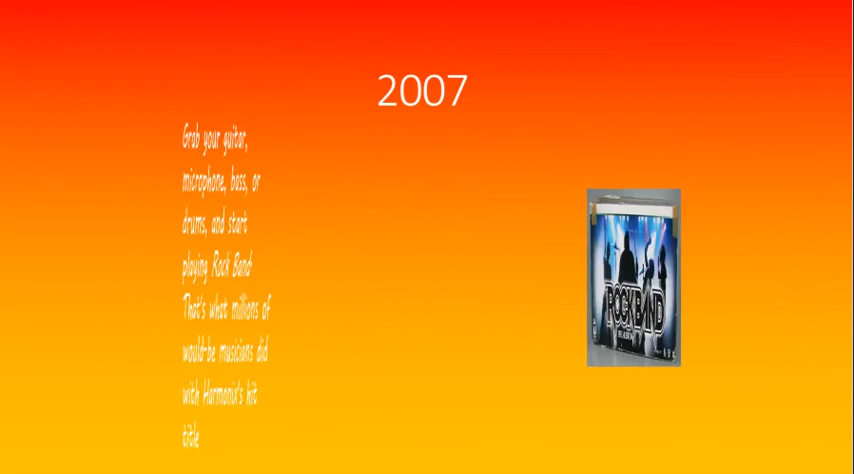 2007
Grab your guitar,
microphone, bass, or
drums, and start
playing Rock Band
That's what millions of
would-be musicians did
with Harmonix's hit
title
ROCKBAND